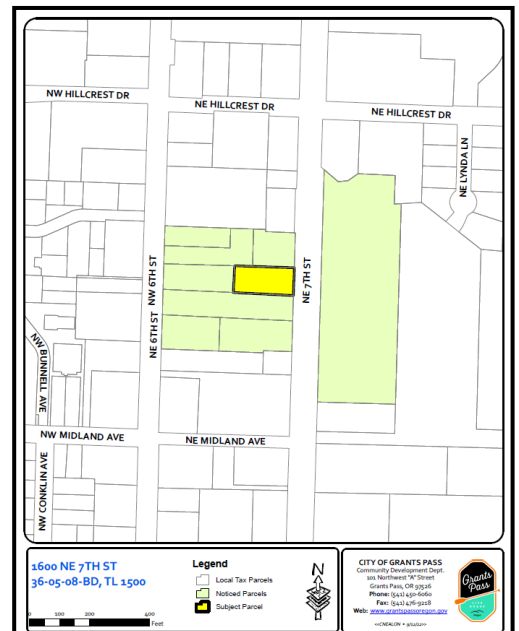 NW HILLCREST DR
NE HILLCREST DR
NE HILLCREST DR
NE LYNDA LN
NW 6TH ST
NE 6TH ST
NE 7TH ST
NW BUNNELL AVE
NW MIDLAND AVE
NE MIDLAND AVE
NW CONKLIN AVE
1600 NE 7TH ST
36-05-08-BD, TL 1500
0 100 200 400
Feet
Legend
Local Tax Parcels
Noticed Parcels
Subject Parcel
N
CITY OF GRANTS PASS
Community Development Dept.
101 Northwest "A" Street
Grants Pass, OR 97526
Phone: (541) 450-6060
Fax: (541) 476-9218
Web: www.grantspassoregon.gov
Grants
Pass